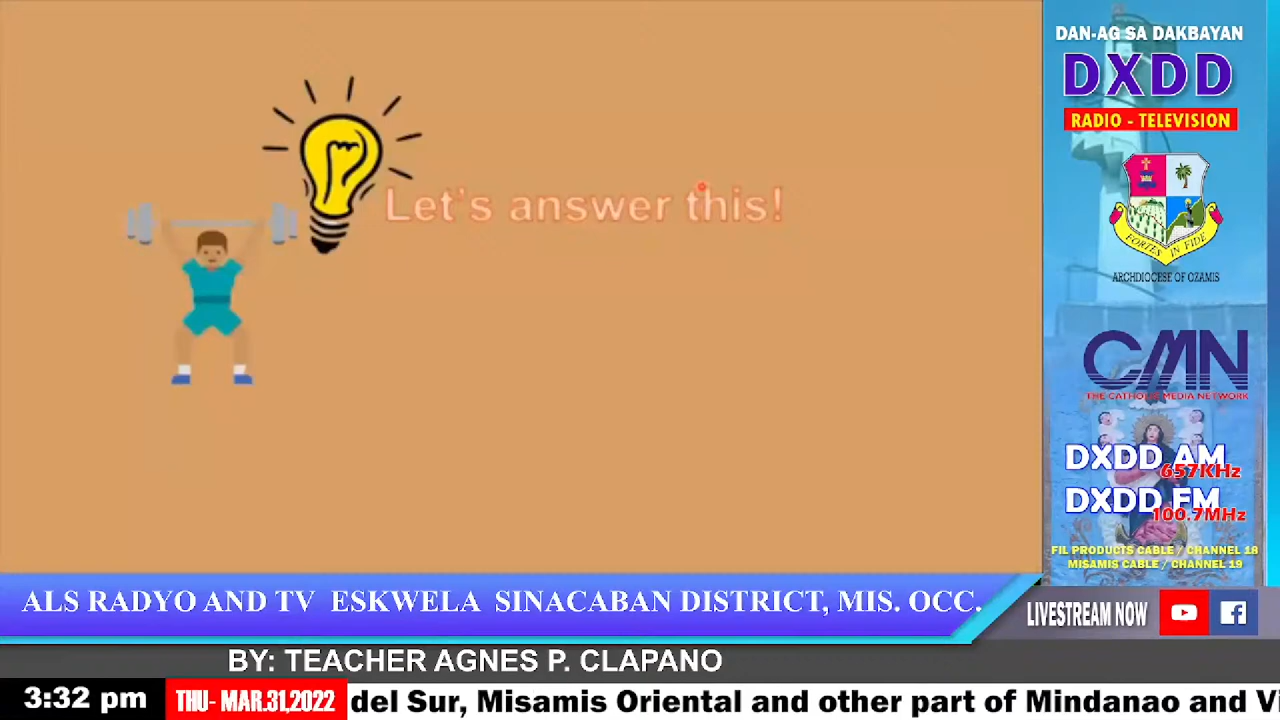 Let's answer this!
DAN-AG SA DAKBAYAN
DXDD
RADIO - TELEVISION
FORTES IN FIDE
ARCHDIOCESE OF OZAMIS
CMN
THE CATHOLIC MEDIA NETWORK
DXDD AM
657KHz
DXDD FM
100.7MHz
FIL PRODUCTS CABLE / CHANNEL 18
MISAMIS CABLE / CHANNEL 19
ALS RADYO AND TV ESKWELA SINACABAN DISTRICT, MIS. OCC.
LIVESTREAM NOW
BY: TEACHER AGNES P. CLAPANO
3:32 pm
THU- MAR.31,2022
del Sur, Misamis Oriental and other part of Mindanao and Vi